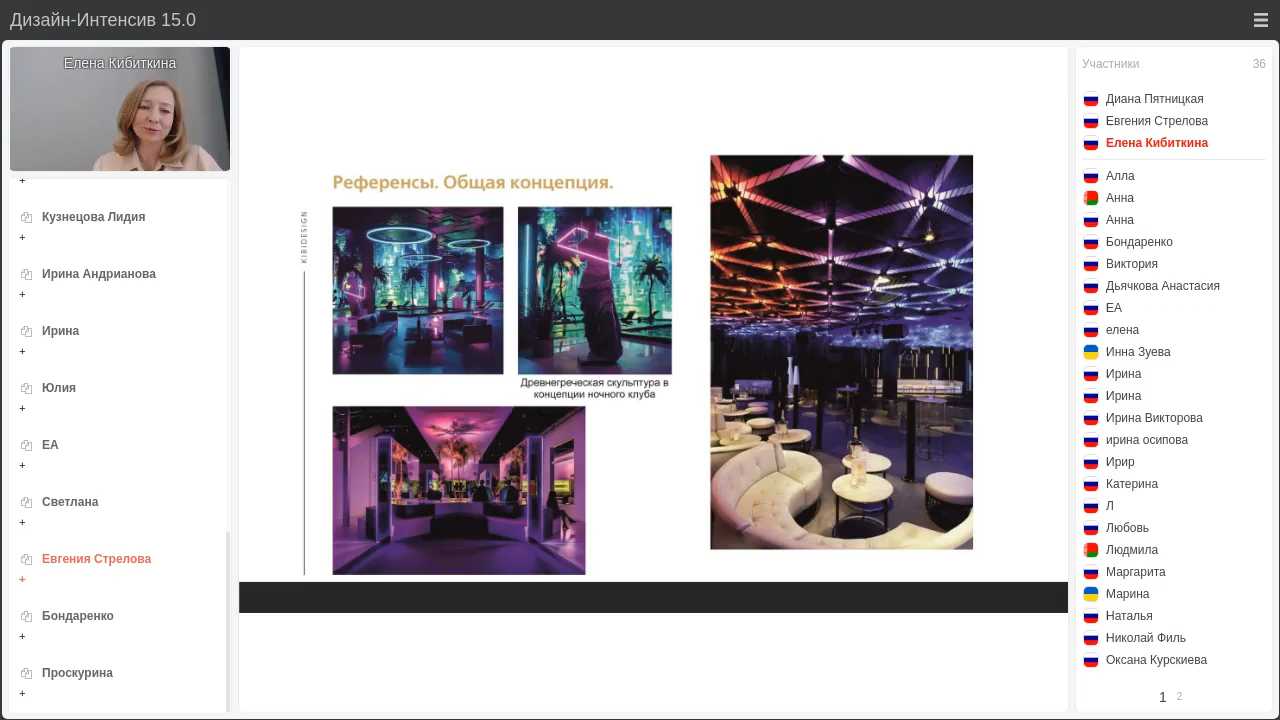 Дизайн-Интенсив 15.0
Елена Кибиткина
+
Кузнецова Лидия
+
Ирина Андрианова
+
Ирина
+
Юлия
+
ЕА
+
Светлана
+
Евгения Стрелова
+
Бондаренко
+
Проскурина
+
Референсы. Общая концепция.
KIBIDESIGN
Древнегреческая скульптура в
концепции ночного клуба
Участники 36
Диана Пятницкая
Евгения Стрелова
Елена Кибиткина
Алла
Анна
Анна
Бондаренко
Виктория
Дьячкова Анастасия
ЕА
елена
Инна Зуева
Ирина
Ирина
Ирина Викторова
ирина осипова
Ирир
Катерина
Л
Любовь
Людмила
Маргарита
Марина
Наталья
Николай Филь
Оксана Курскиева
1 2